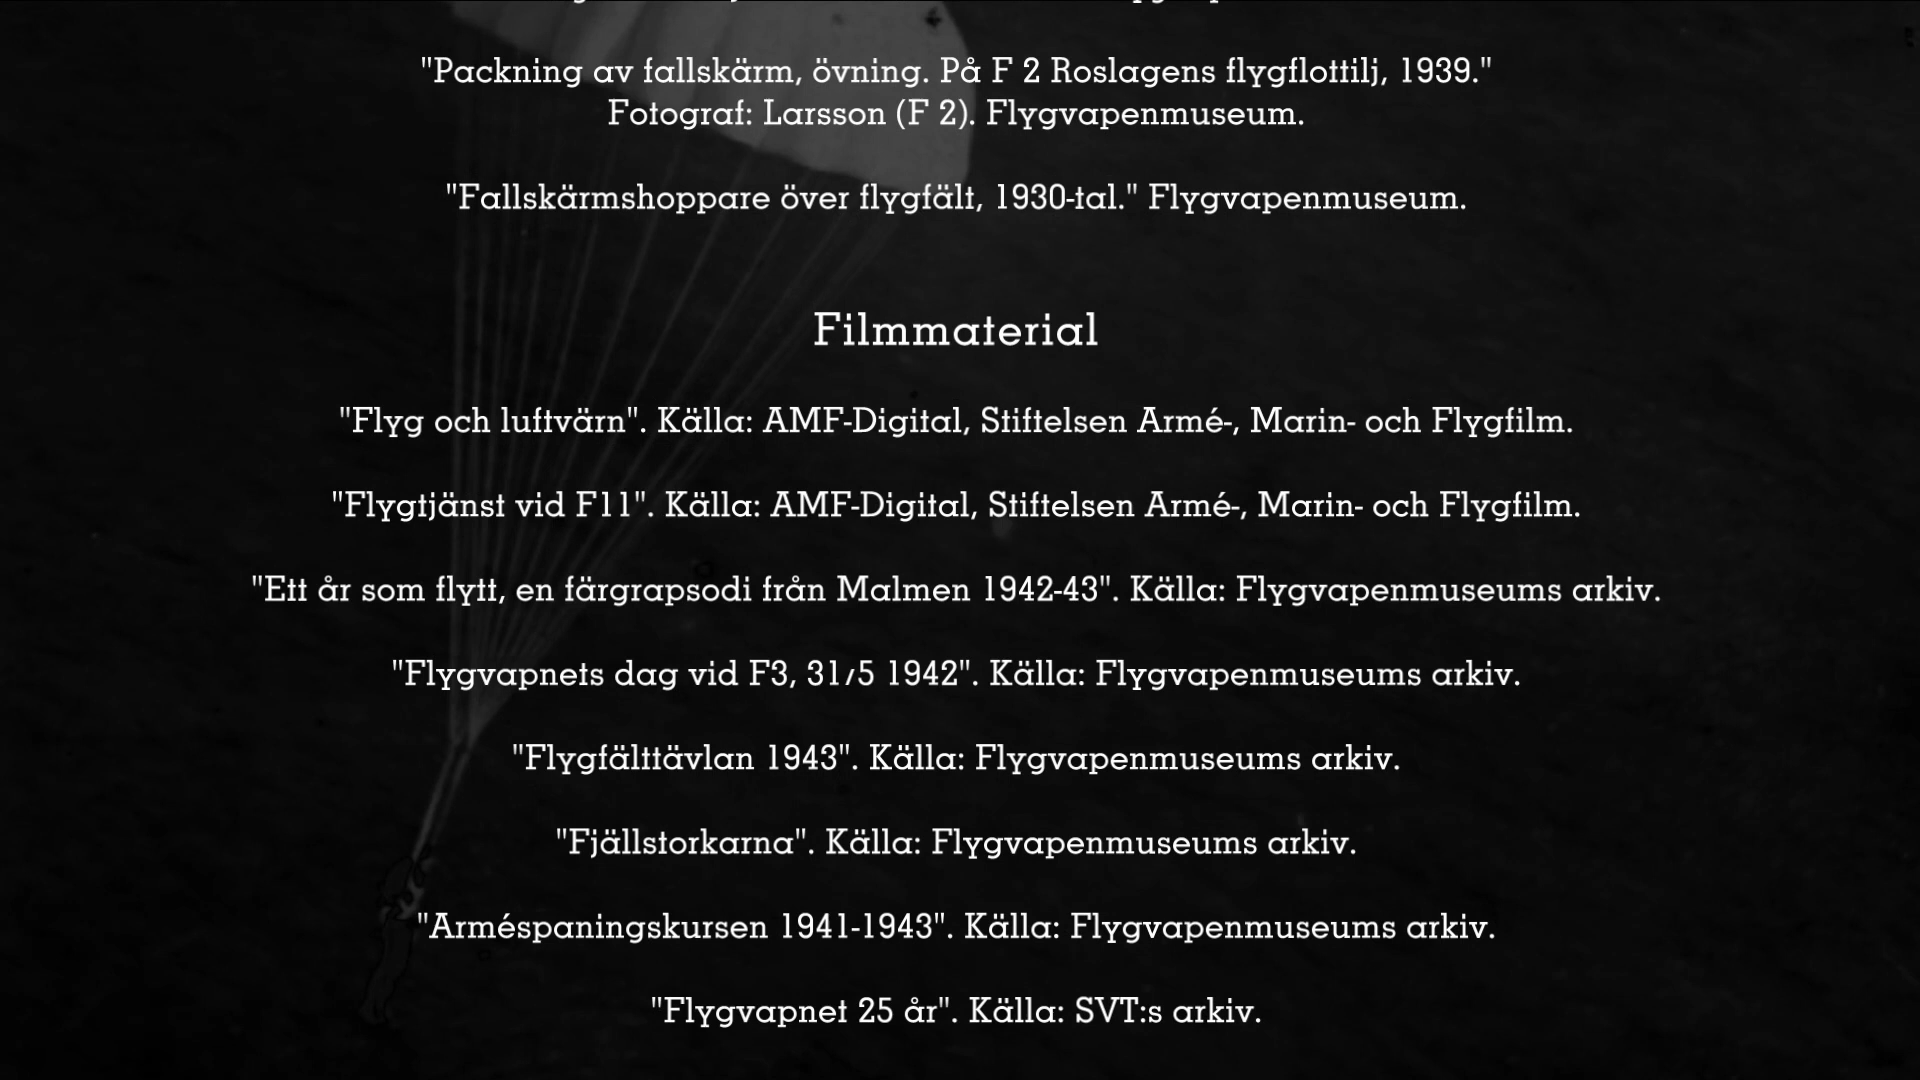 "Packning av fallskärm, övning. På F 2 Roslagens flygflottilj, 1939."
Fotograf: Larsson (F 2). Flygvapenmuseum.
"Fallskärmshoppare över flygfält, 1930-tal." Flygvapenmuseum.
Filmmaterial
"Flyg och luftvärn". Källa: AMF-Digital, Stiftelsen Armé-, Marin- och Flygfilm.
"Flygtjänst vid F11". Källa: AMF-Digital, Stiftelsen Armé-, Marin- och Flygfilm.
"Ett år som flytt, en färgrapsodi från Malmen 1942-43". Källa: Flygvapenmuseums arkiv.
"Flygvapnets dag vid F3, 31/5 1942". Källa: Flygvapenmuseums arkiv.
"Flygfälttävlan 1943". Källa: Flygvapenmuseums arkiv.
"Fjällstorkarna". Källa: Flygvapenmuseums arkiv.
"Arméspaningskursen 1941-1943". Källa: Flygvapenmuseums arkiv.
"Flygvapnet 25 år". Källa: SVT:s arkiv.